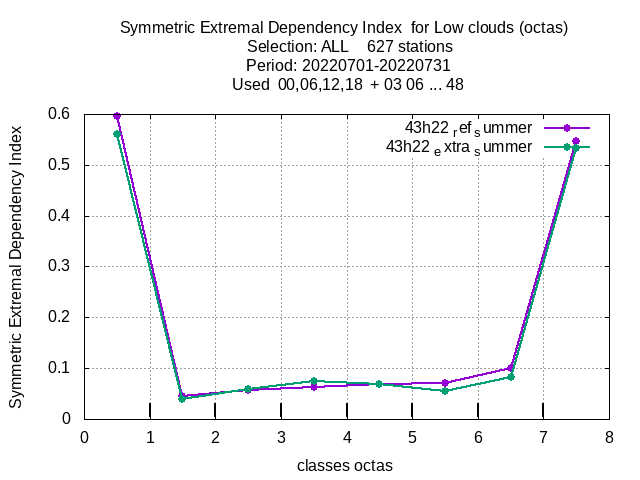 Symmetric Extremal Dependency Index for Low clouds (octas)
Selection: ALL 627 stations
Period: 20220701-20220731
Used 00,06,12,18 + 03 06 ... 48
43h22 ref summer
43h22 extra summer
Symmetric Extremal Dependency Index
0.6
0.5
0.4
0.3
0.2
0.1
0
0 1 2 3 4 5 6 7 8
classes octas